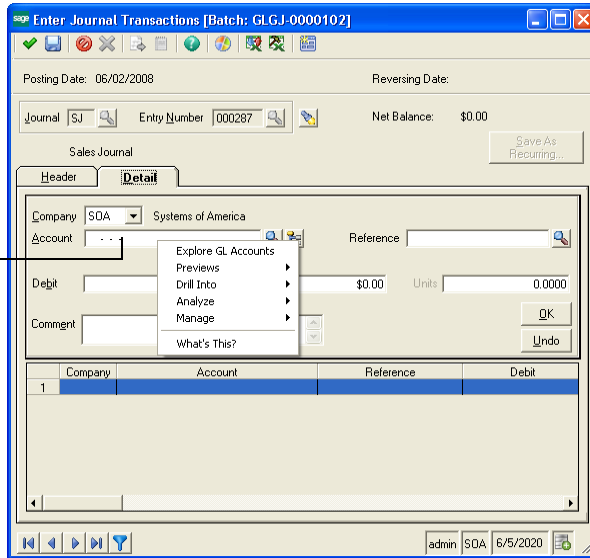 sage Enter Journal Transactions [Batch: GLGJ-0000102]
Posting Date: 06/02/2008 Reversing Date:
Journal SJ Entry Number 000287 Net Balance: $0.00
Sales Journal
Save As
Recurring...
Header Detail
Company SOA Systems of America
Account - - - Reference
Explore GL Accounts
Previews
Drill Into
Analyze
Manage
What's This?
Debit $0.00 Units 0.0000
Comment
OK
Undo
Company Account Reference Debit
1
admin SOA 6/5/2020